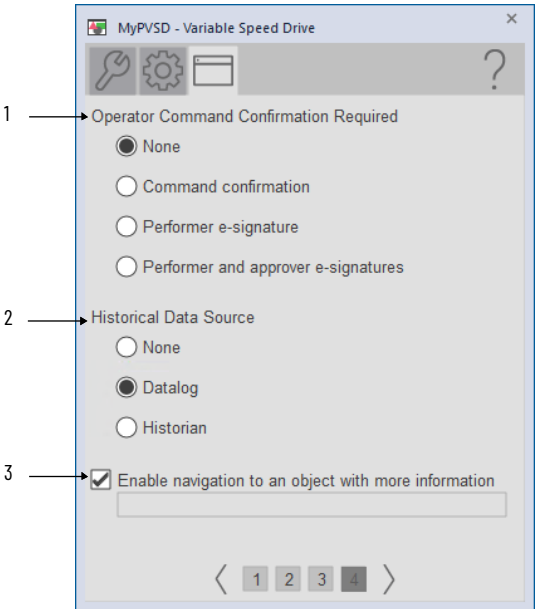 MyPVSD - Variable Speed Drive
?
1
Operator Command Confirmation Required
None
Command confirmation
Performer e-signature
Performer and approver e-signatures
2
Historical Data Source
None
Datalog
Historian
3
Enable navigation to an object with more information
1 2 3 4